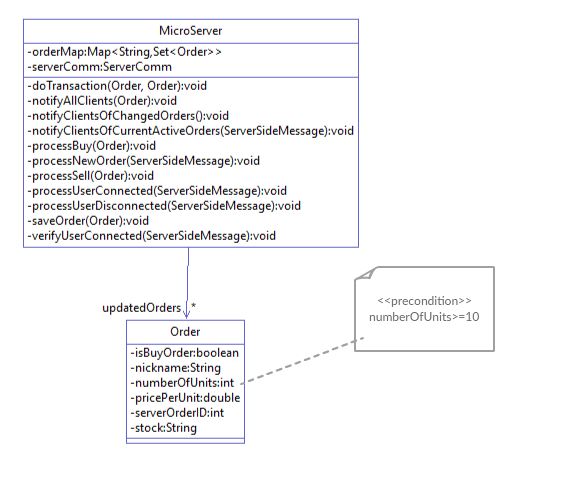 MicroServer
-orderMap:Map<String,Set<Order>>
-serverComm:ServerComm
-doTransaction(Order, Order):void
-notifyAllClients(Order):void
-notifyClientsOfChangedOrders():void
-notifyClientsOfCurrentActiveOrders(ServerSideMessage):void
-processBuy(Order):void
-processNewOrder(ServerSideMessage):void
-processSell(Order):void
-processUserConnected(ServerSideMessage):void
-processUserDisconnected(ServerSideMessage):void
-saveOrder(Order):void
-verifyUserConnected(ServerSideMessage):void
updatedOrders *
Order
-isBuyOrder:boolean
-nickname:String
-numberOfUnits:int
-pricePerUnit:double
-serverOrderID:int
-stock:String
<<precondition>>
numberOfUnits>=10